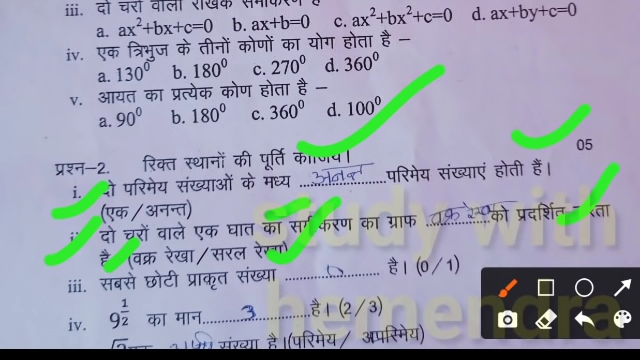 iii. दो चरों वाला रैखिक समीकरण है
a. ax²+bx+c=0 b. ax+b=0 c. ax²+bx²+c=0 d. ax+by+c=0
iv. एक त्रिभुज के तीनों कोणों का योग होता है –
a. 130⁰ b. 180⁰ c. 270⁰ d. 360⁰
v. आयत का प्रत्येक कोण होता है –
a. 90⁰ b. 180⁰ c. 360⁰ d. 100⁰
05
प्रश्न–2. रिक्त स्थानों की पूर्ति कीजिये।
i. दो परिमेय संख्याओं के मध्य ...अनन्त...परिमेय संख्याएं होती हैं।
(एक/अनन्त)
ii. दो चरों वाले एक घात का समीकरण का ग्राफ ...वक्र रेखा...को प्रदर्शित करता
है (वक्र रेखा/सरल रेखा)
iii. सबसे छोटी प्राकृत संख्या ......0...... है। (0/1)
iv. 9^(1/2) का मान......3......है। (2/3)
संख्या है।(परिमेय/ अपरिमेय)
Study with
hemendra